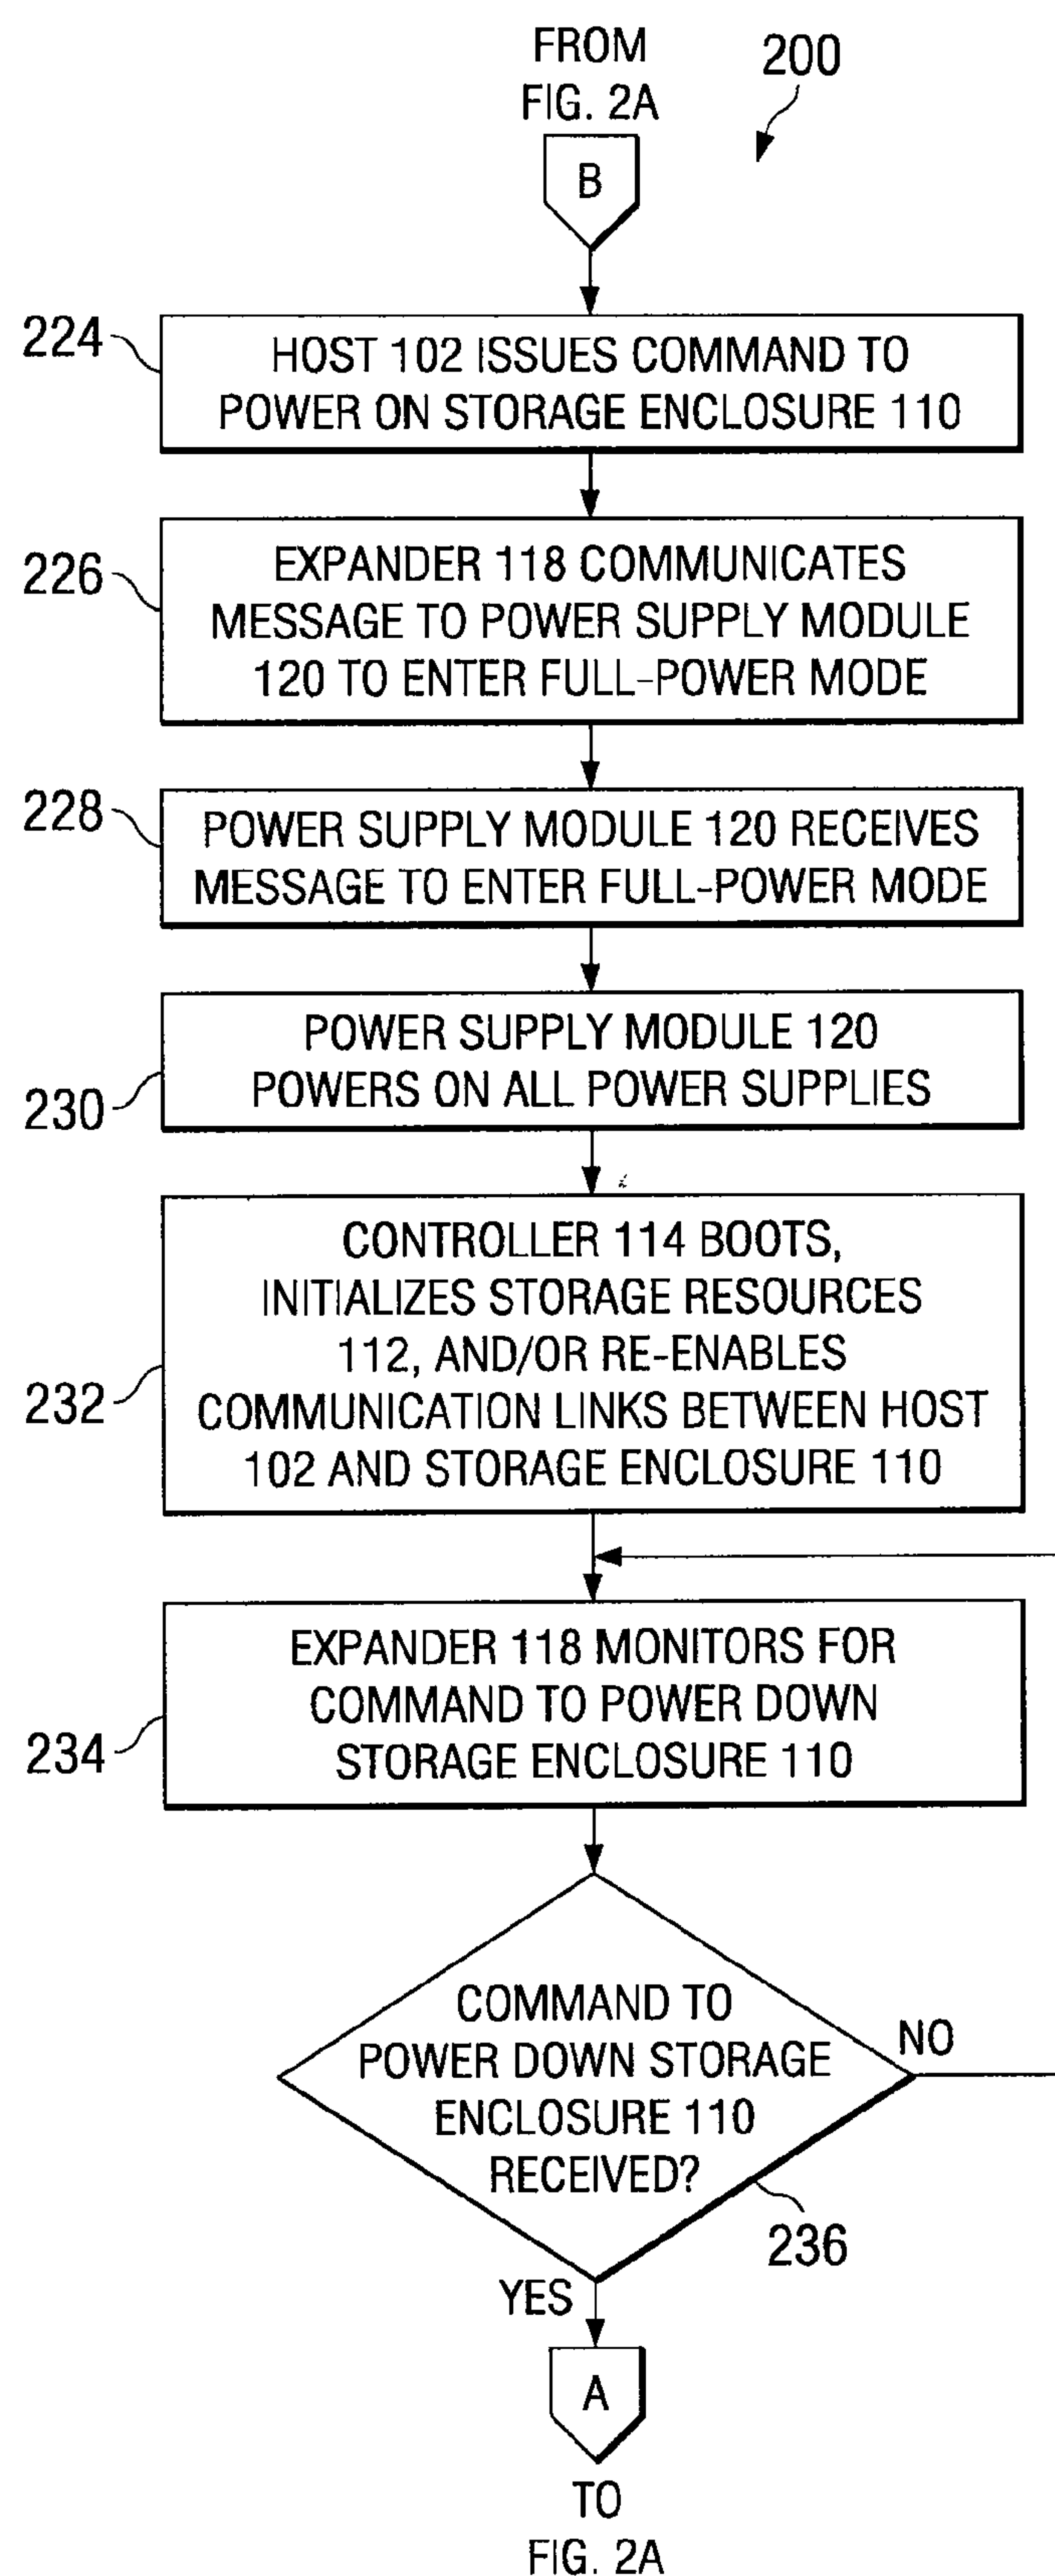 FROM
FIG. 2A
200
B
224
HOST 102 ISSUES COMMAND TO
POWER ON STORAGE ENCLOSURE 110
226
EXPANDER 118 COMMUNICATES
MESSAGE TO POWER SUPPLY MODULE
120 TO ENTER FULL-POWER MODE
228
POWER SUPPLY MODULE 120 RECEIVES
MESSAGE TO ENTER FULL-POWER MODE
230
POWER SUPPLY MODULE 120
POWERS ON ALL POWER SUPPLIES
232
CONTROLLER 114 BOOTS,
INITIALIZES STORAGE RESOURCES
112, AND/OR RE-ENABLES
COMMUNICATION LINKS BETWEEN HOST
102 AND STORAGE ENCLOSURE 110
234
EXPANDER 118 MONITORS FOR
COMMAND TO POWER DOWN
STORAGE ENCLOSURE 110
COMMAND TO
POWER DOWN STORAGE
ENCLOSURE 110
RECEIVED?
NO
236
YES
A
TO
FIG. 2A